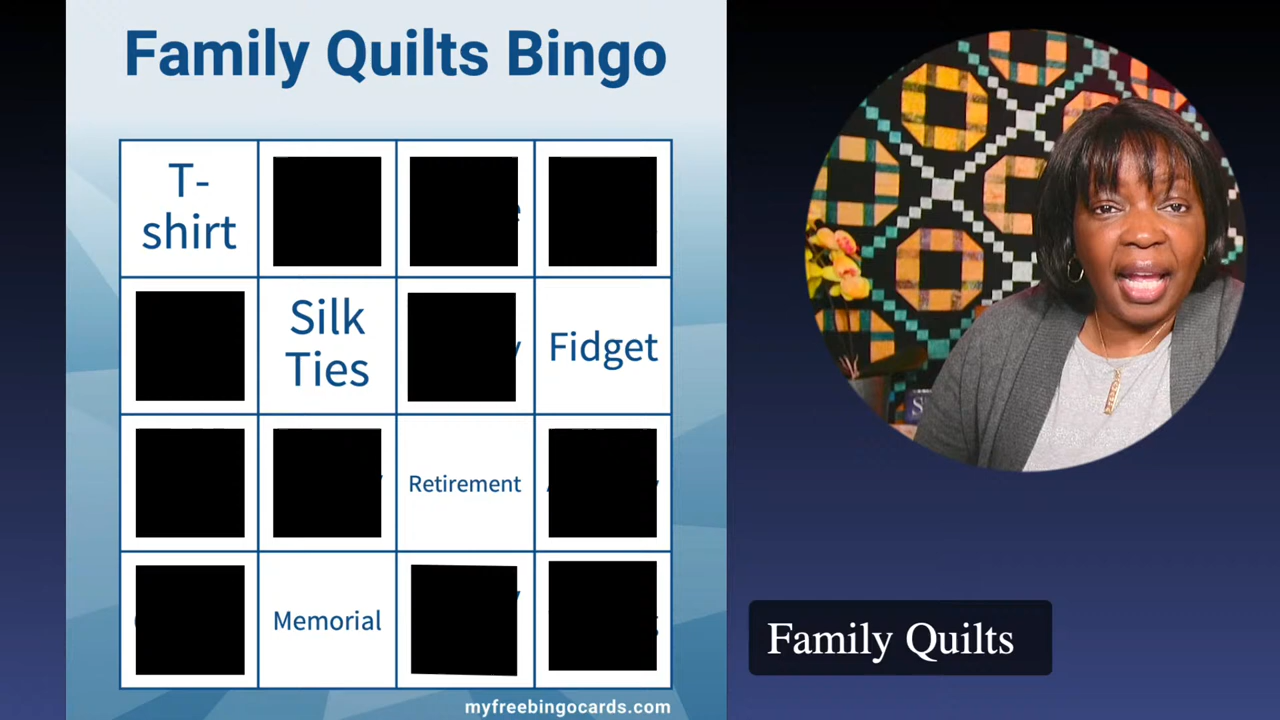 Family Quilts Bingo
T-
shirt
Silk
Ties
Fidget
Retirement
Memorial
myfreebingocards.com
Family Quilts